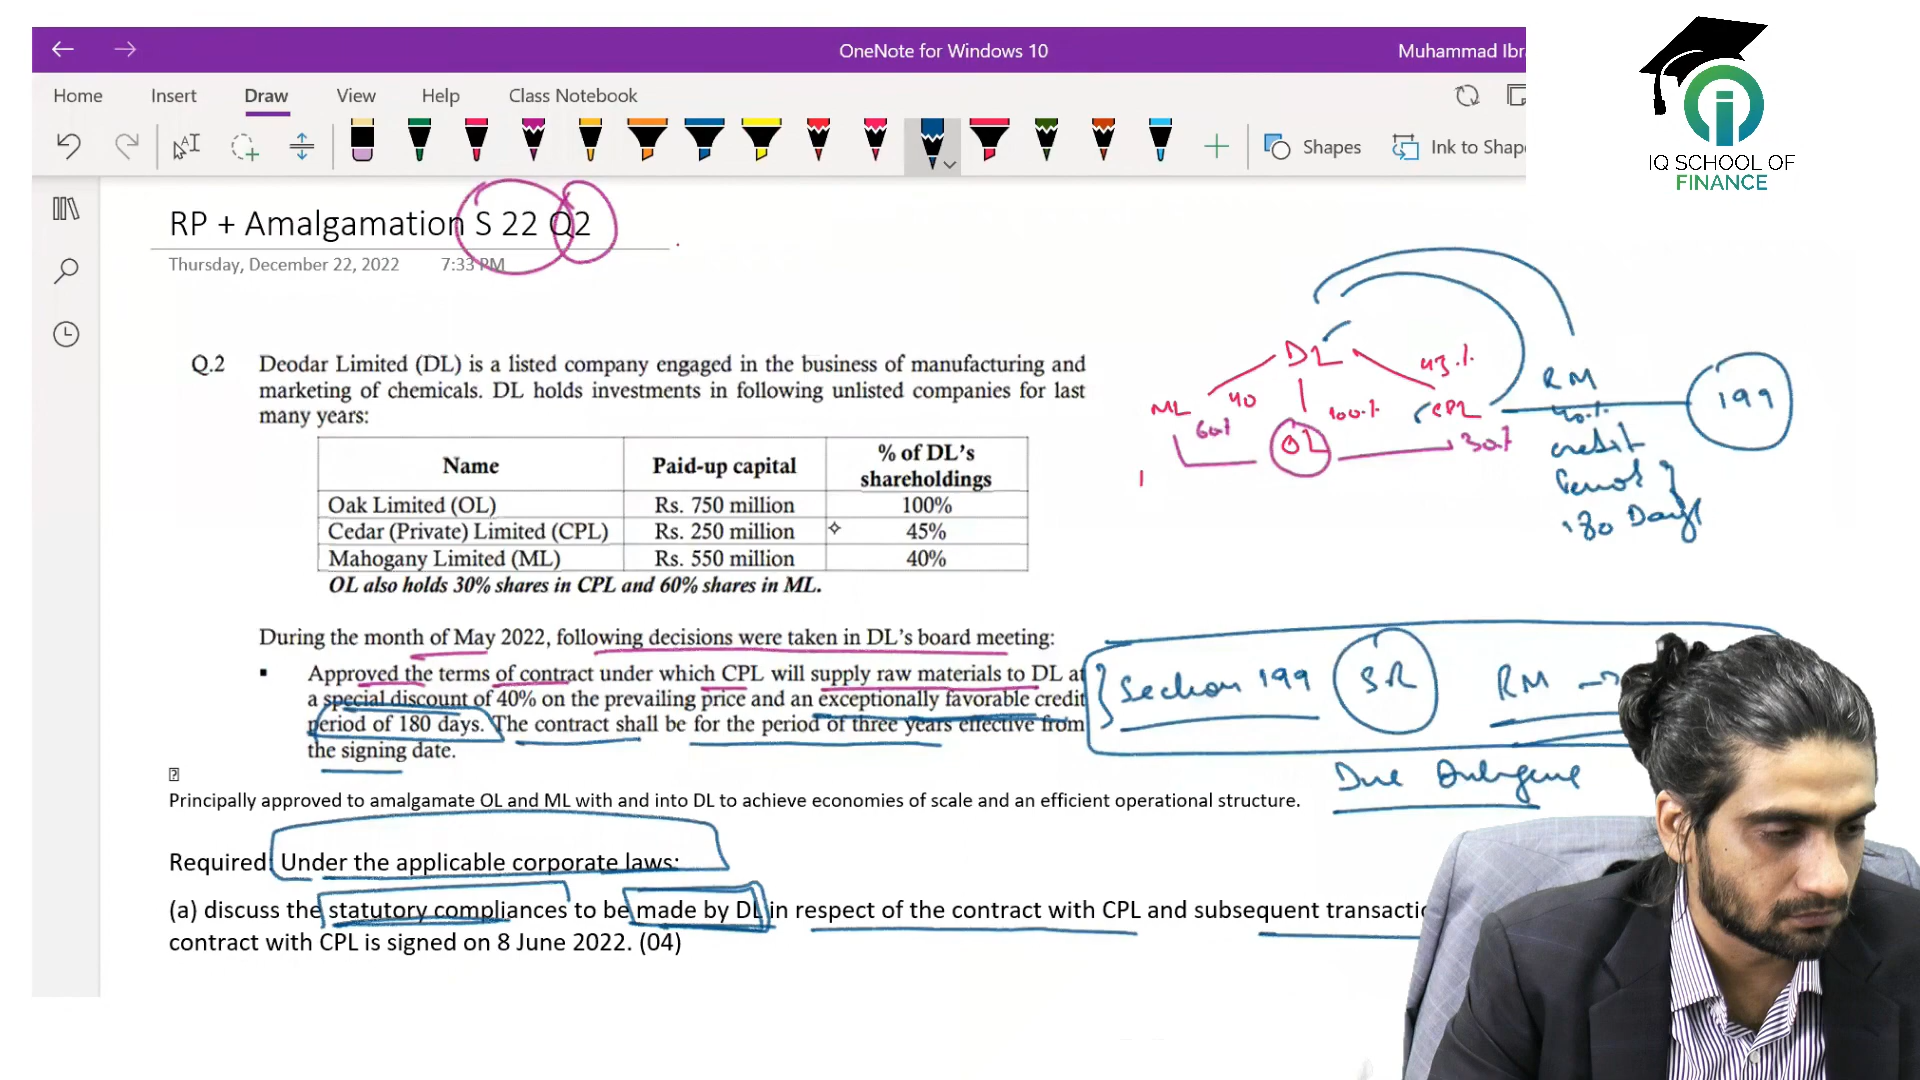 OneNote for Windows 10
Muhammad Ibr
Home Insert Draw View Help Class Notebook
Shapes
Ink to Shap
IQ SCHOOL OF
FINANCE
RP + Amalgamation S 22 Q2
Thursday, December 22, 2022 7:33 PM
Q.2 Deodar Limited (DL) is a listed company engaged in the business of manufacturing and
marketing of chemicals. DL holds investments in following unlisted companies for last
many years:
Name Paid-up capital % of DL's shareholdings
Oak Limited (OL) Rs. 750 million 100%
Cedar (Private) Limited (CPL) Rs. 250 million 45%
Mahogany Limited (ML) Rs. 550 million 40%
OL also holds 30% shares in CPL and 60% shares in ML.
DL
43.%
ML 40 100.% CPL
60% OL 30%
RM
40.%
credit
180 Days
199
During the month of May 2022, following decisions were taken in DL's board meeting:
▪ Approved the terms of contract under which CPL will supply raw materials to DL at
a special discount of 40% on the prevailing price and an exceptionally favorable credit
period of 180 days. The contract shall be for the period of three years effective from
the signing date.
Section 199 SR RM →
Due
Principally approved to amalgamate OL and ML with and into DL to achieve economies of scale and an efficient operational structure.
Required: Under the applicable corporate laws:
(a) discuss the statutory compliances to be made by DL in respect of the contract with CPL and subsequent transactio
contract with CPL is signed on 8 June 2022. (04)